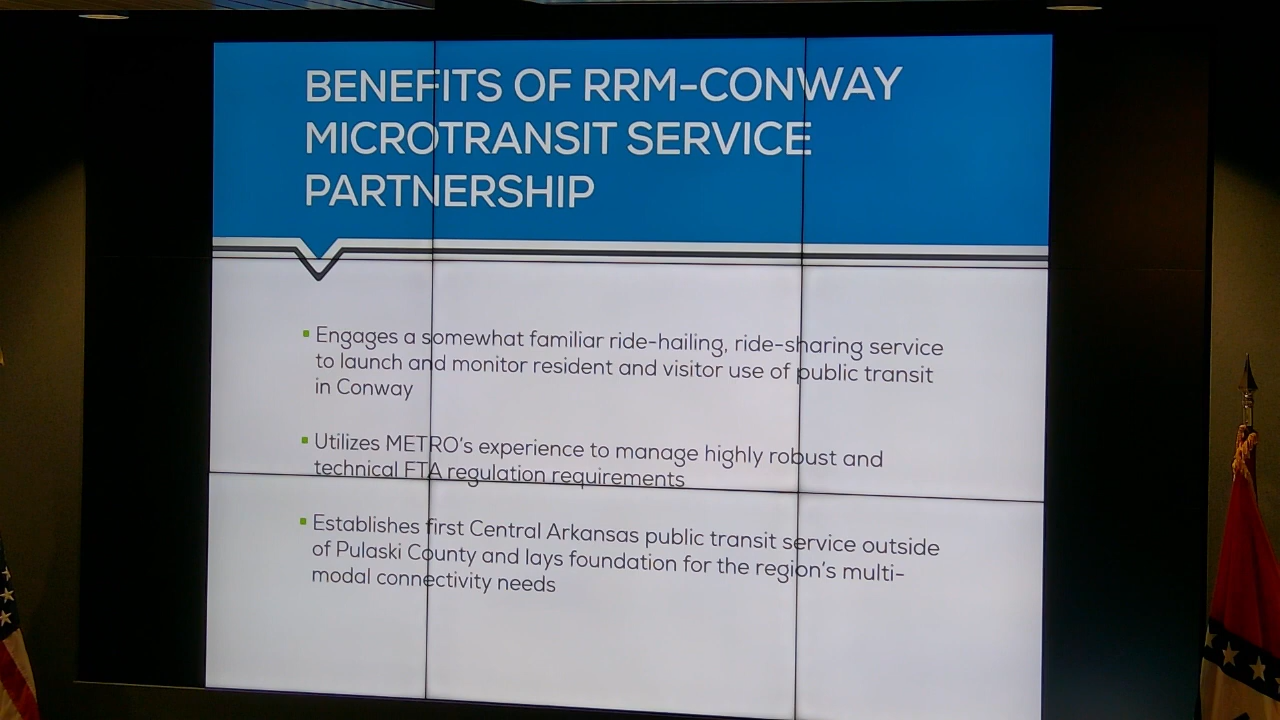 BENEFITS OF RRM-CONWAY
MICROTRANSIT SERVICE
PARTNERSHIP
Engages a somewhat familiar ride-hailing, ride-sharing service
to launch and monitor resident and visitor use of public transit
in Conway
Utilizes METRO's experience to manage highly robust and
technical FTA regulation requirements
Establishes first Central Arkansas public transit service outside
of Pulaski County and lays foundation for the region's multi-
modal connectivity needs